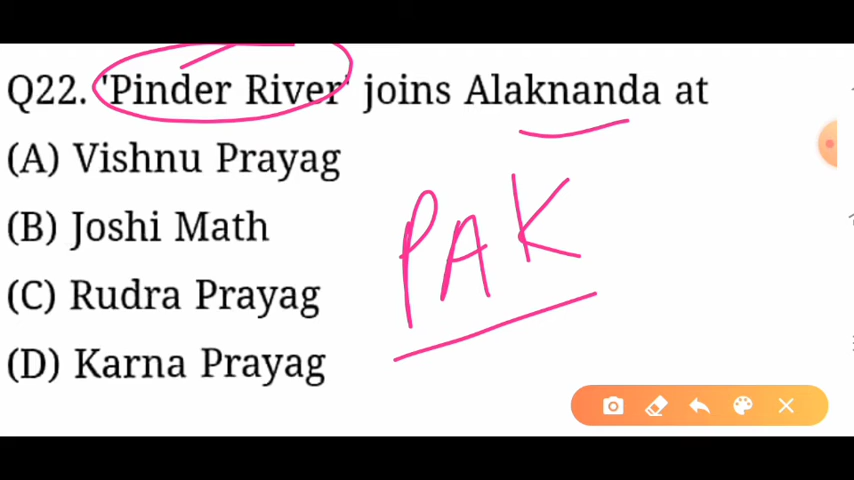 Q22. 'Pinder River' joins Alaknanda at
(A) Vishnu Prayag
(B) Joshi Math
(C) Rudra Prayag
(D) Karna Prayag
PAK